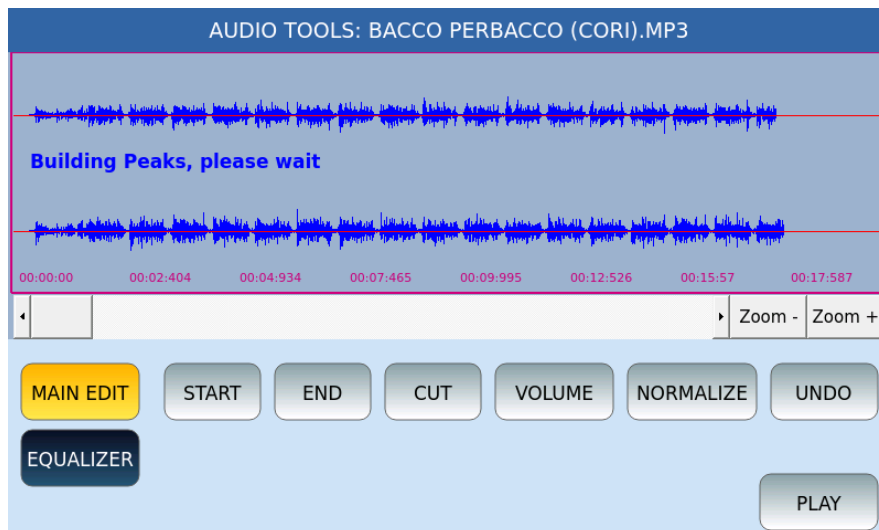 AUDIO TOOLS: BACCO PERBACCO (CORI).MP3
Building Peaks, please wait
00:00:00 00:02:404 00:04:934 00:07:465 00:09:995 00:12:526 00:15:57 00:17:587
Zoom - Zoom +
MAIN EDIT START END CUT VOLUME NORMALIZE UNDO
EQUALIZER
PLAY